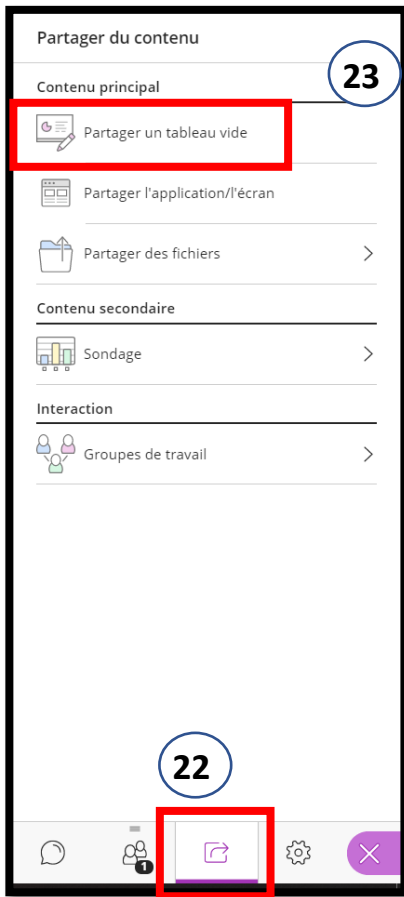 Partager du contenu
23
Contenu principal
Partager un tableau vide
Partager l'application/l'écran
Partager des fichiers
Contenu secondaire
Sondage
Interaction
Groupes de travail
22
1